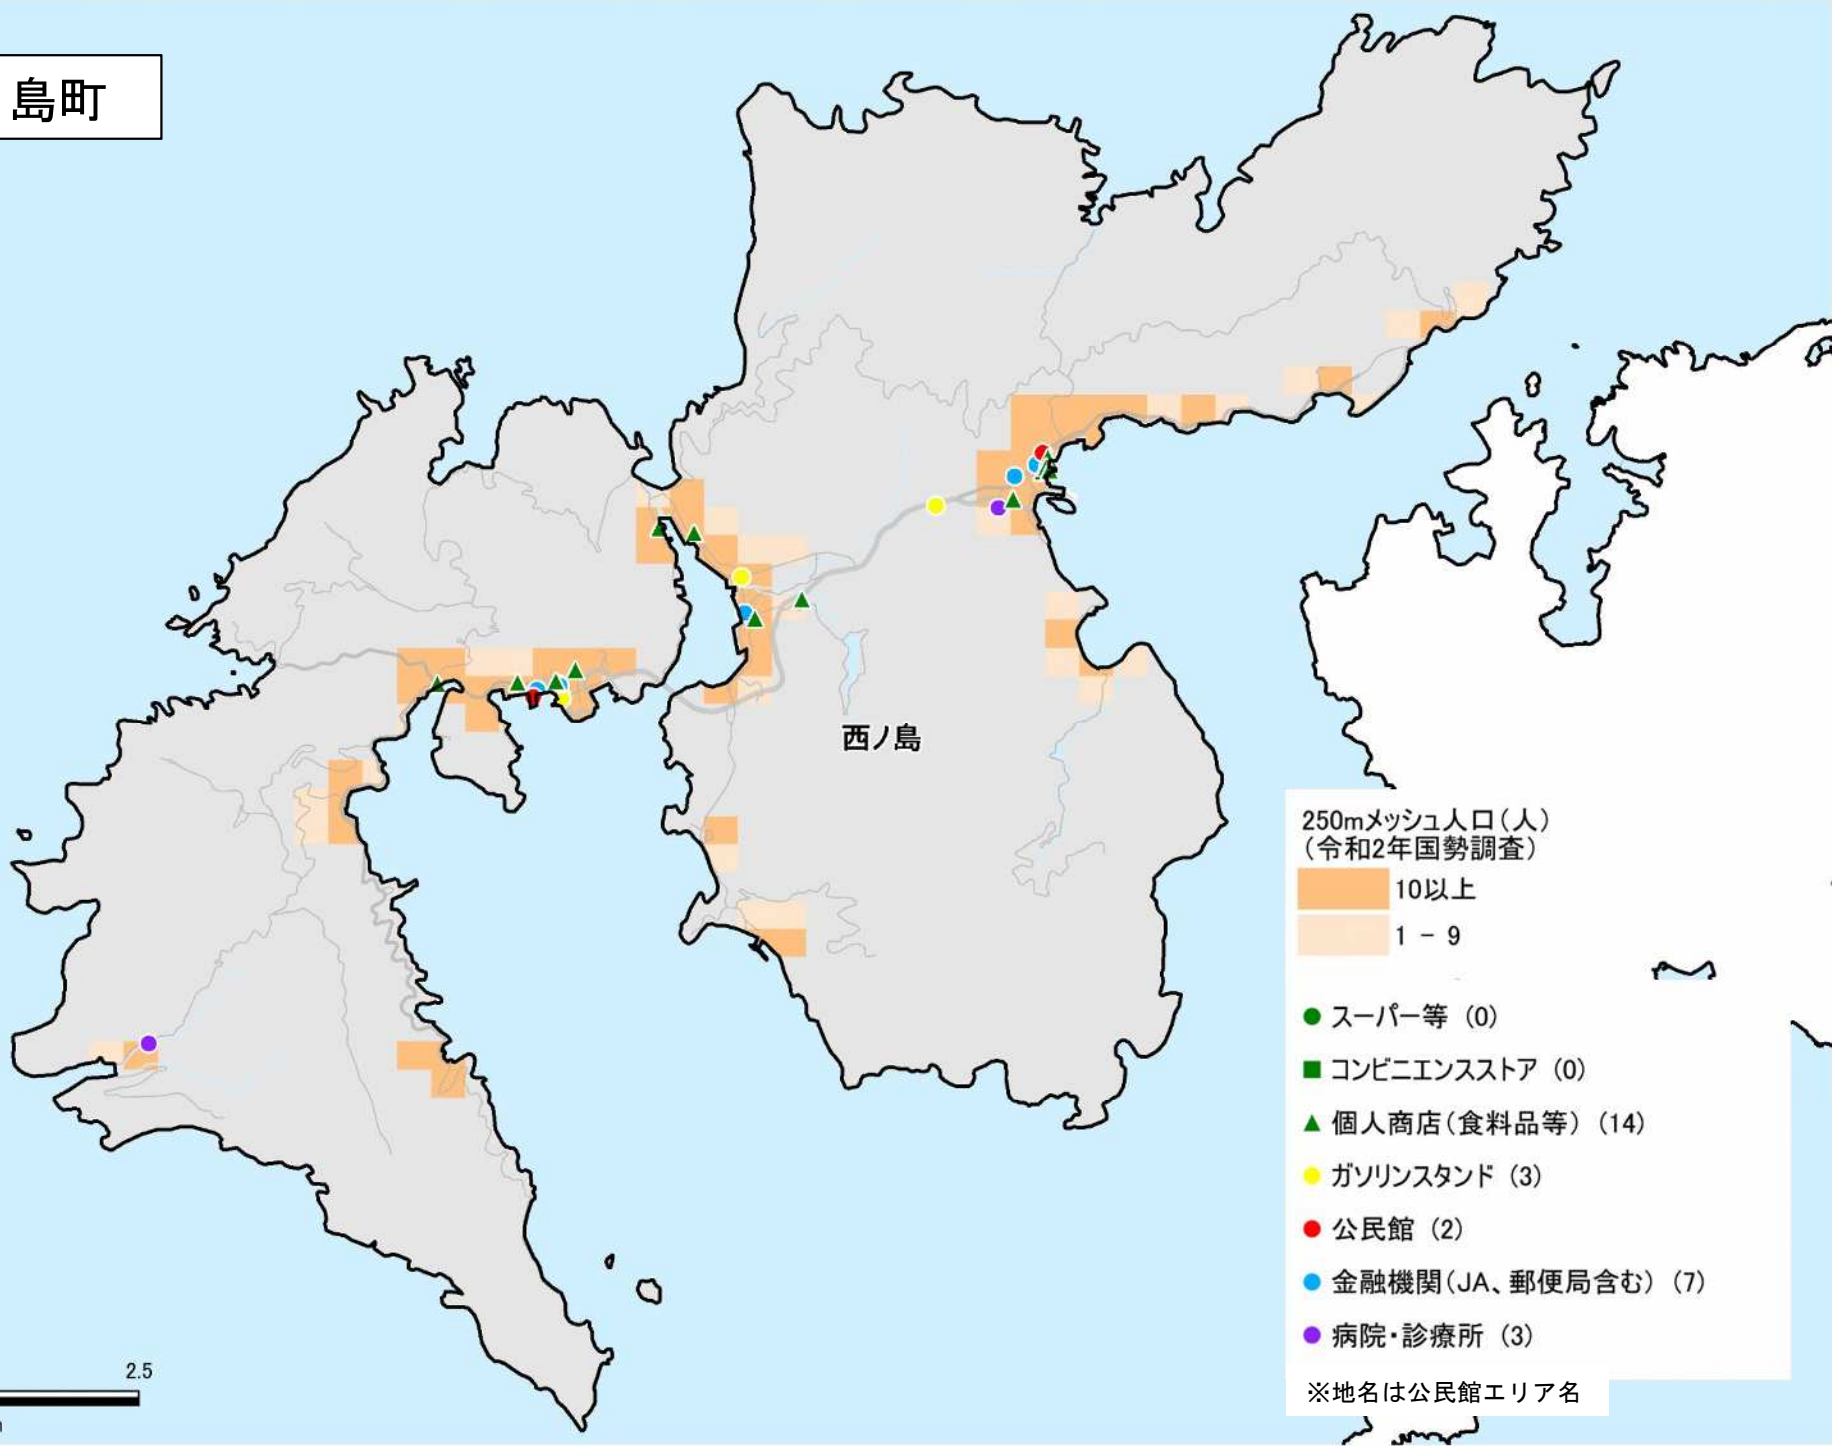 島町
西ノ島
250mメッシュ人口(人)
(令和2年国勢調査)
10以上
1 - 9
スーパー等 (0)
コンビニエンスストア (0)
個人商店(食料品等) (14)
ガソリンスタンド (3)
公民館 (2)
金融機関(JA、郵便局含む) (7)
病院・診療所 (3)
※地名は公民館エリア名
2.5